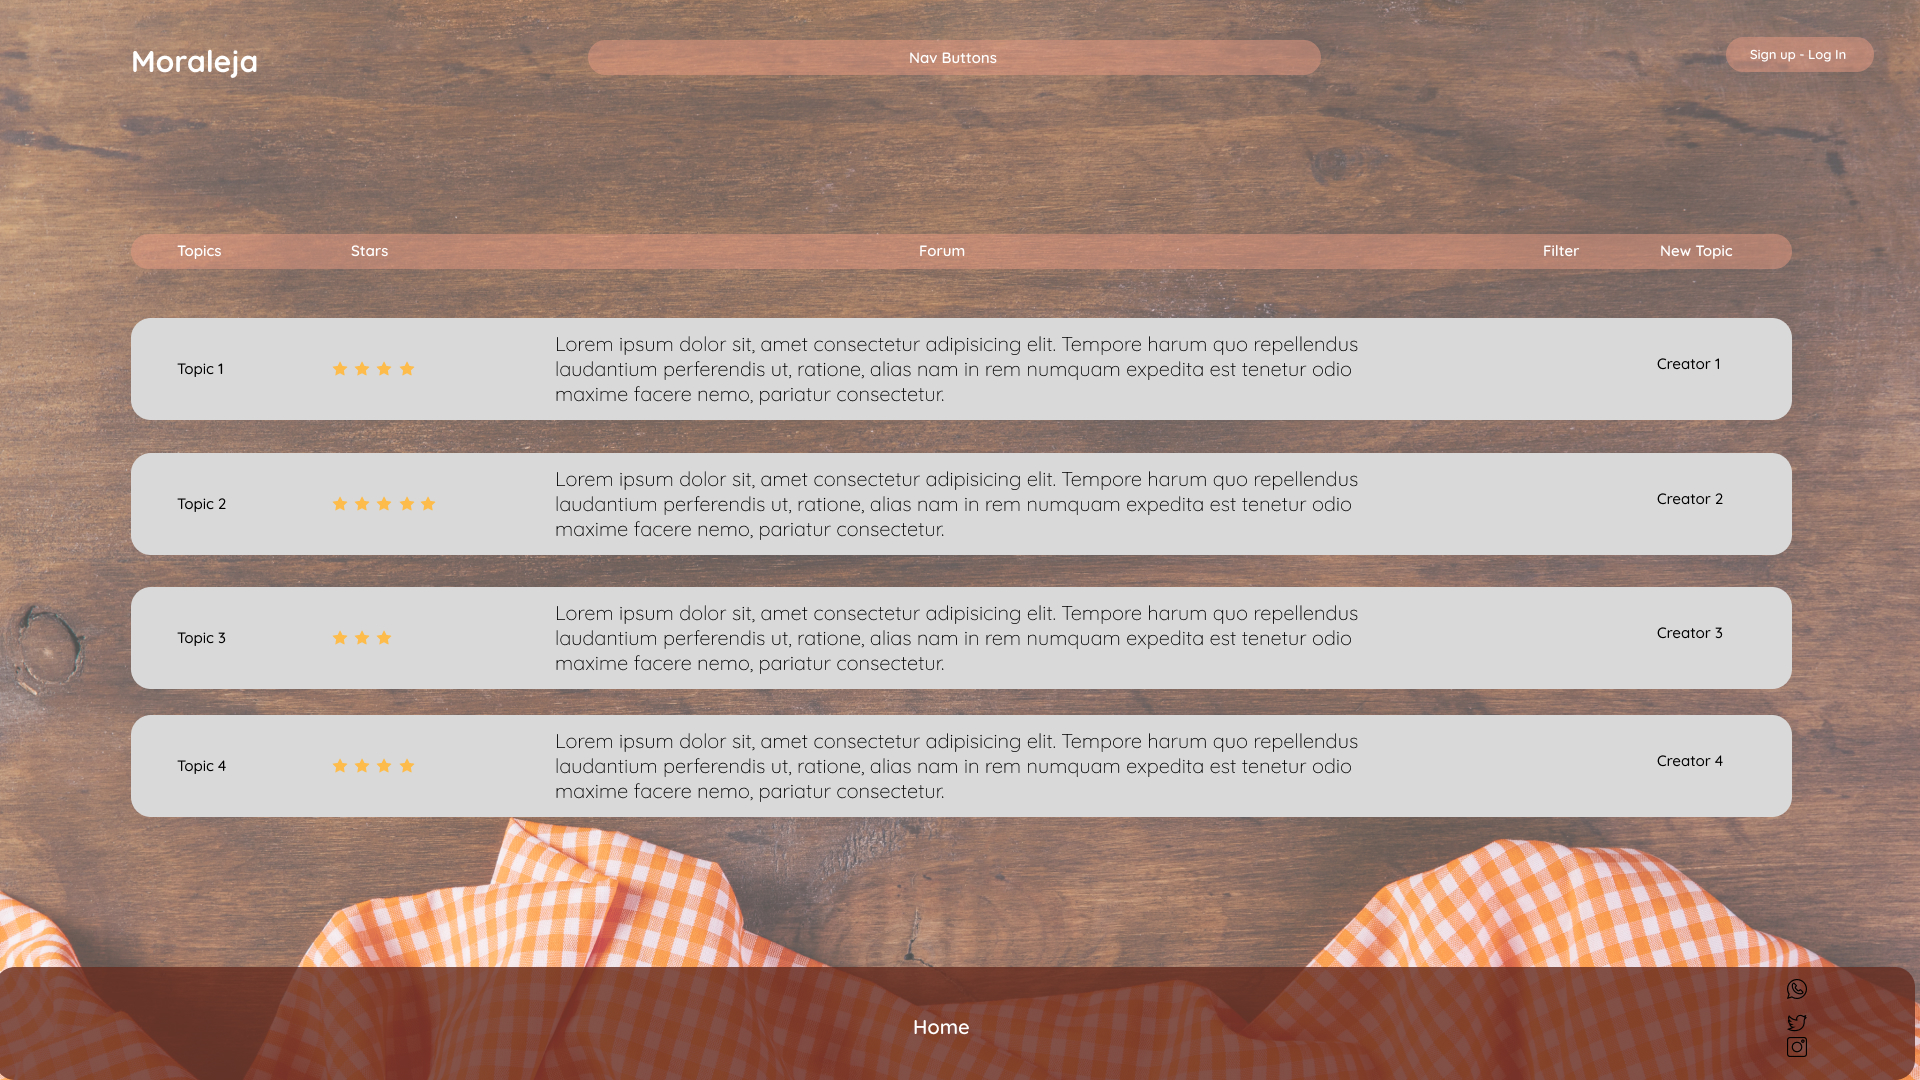 Moraleja
Nav Buttons
Sign up - Log In
Topics
Stars
Forum
Filter
New Topic
Topic 1
Lorem ipsum dolor sit, amet consectetur adipisicing elit. Tempore harum quo repellendus
laudantium perferendis ut, ratione, alias nam in rem numquam expedita est tenetur odio
maxime facere nemo, pariatur consectetur.
Creator 1
Topic 2
Lorem ipsum dolor sit, amet consectetur adipisicing elit. Tempore harum quo repellendus
laudantium perferendis ut, ratione, alias nam in rem numquam expedita est tenetur odio
maxime facere nemo, pariatur consectetur.
Creator 2
Topic 3
Lorem ipsum dolor sit, amet consectetur adipisicing elit. Tempore harum quo repellendus
laudantium perferendis ut, ratione, alias nam in rem numquam expedita est tenetur odio
maxime facere nemo, pariatur consectetur.
Creator 3
Topic 4
Lorem ipsum dolor sit, amet consectetur adipisicing elit. Tempore harum quo repellendus
laudantium perferendis ut, ratione, alias nam in rem numquam expedita est tenetur odio
maxime facere nemo, pariatur consectetur.
Creator 4
Home